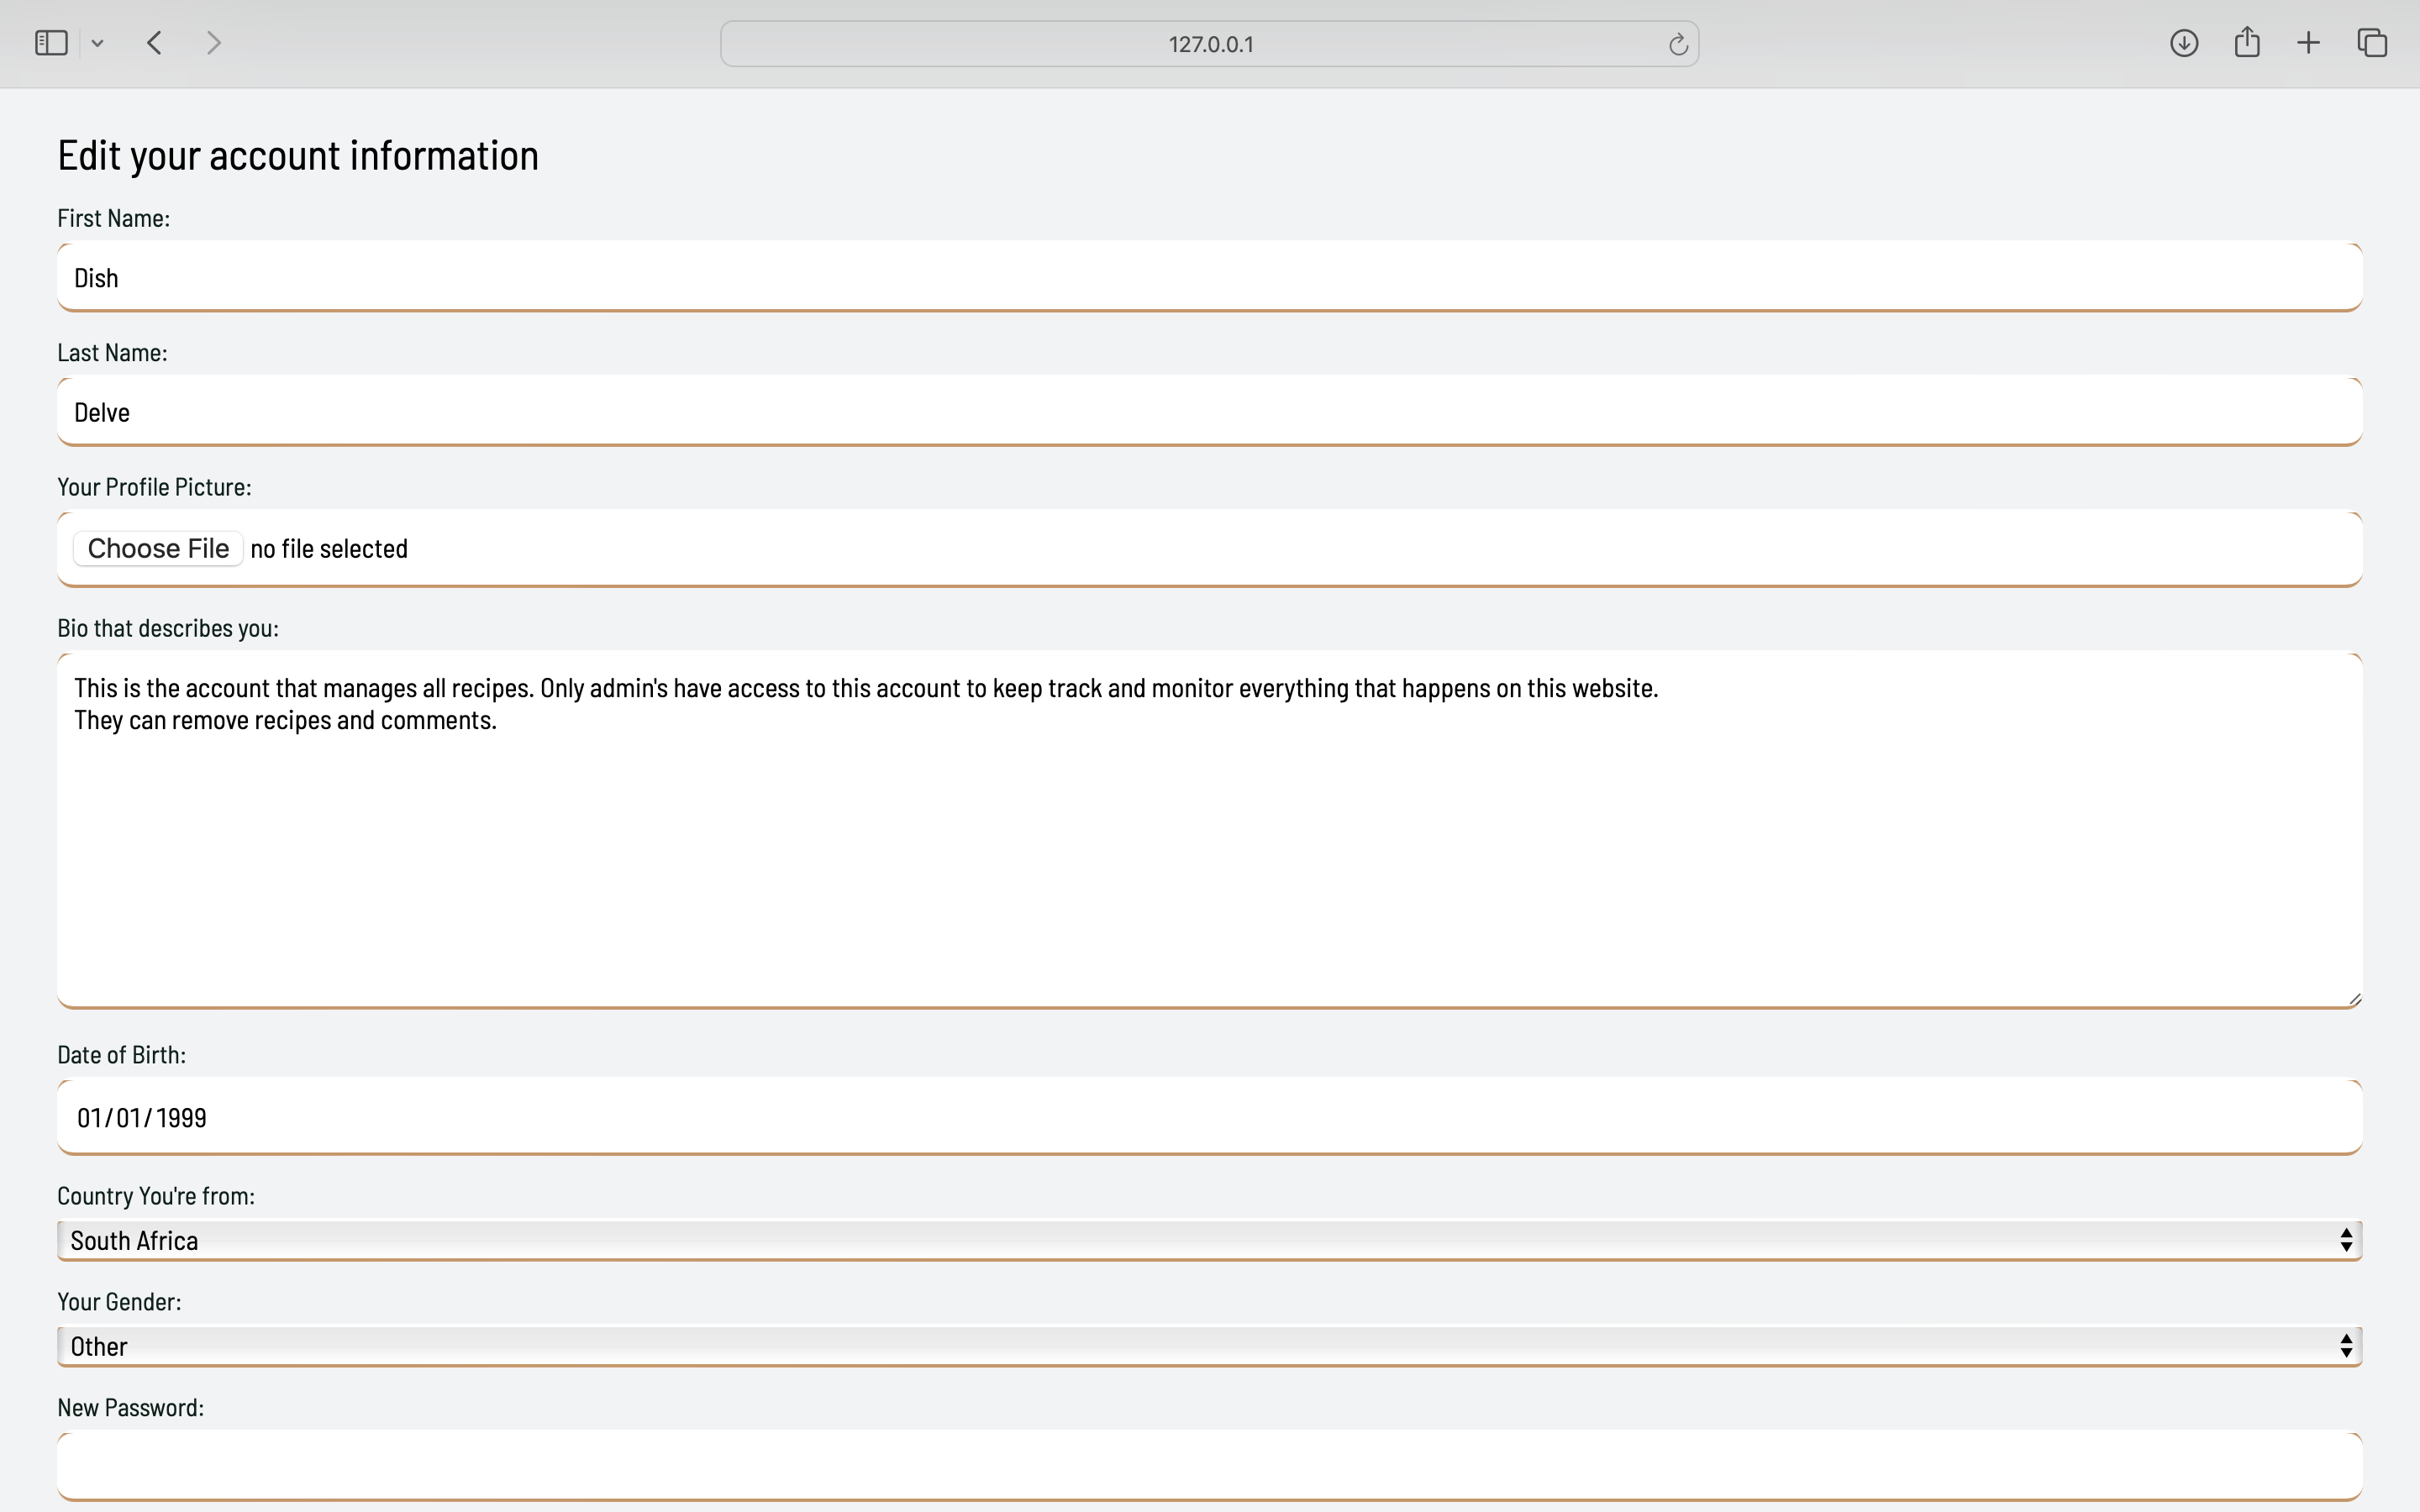 127.0.0.1
Edit your account information
First Name:
Dish
Last Name:
Delve
Your Profile Picture:
Choose File no file selected
Bio that describes you:
This is the account that manages all recipes. Only admin's have access to this account to keep track and monitor everything that happens on this website.
They can remove recipes and comments.
Date of Birth:
01/01/1999
Country You're from:
South Africa
Your Gender:
Other
New Password: